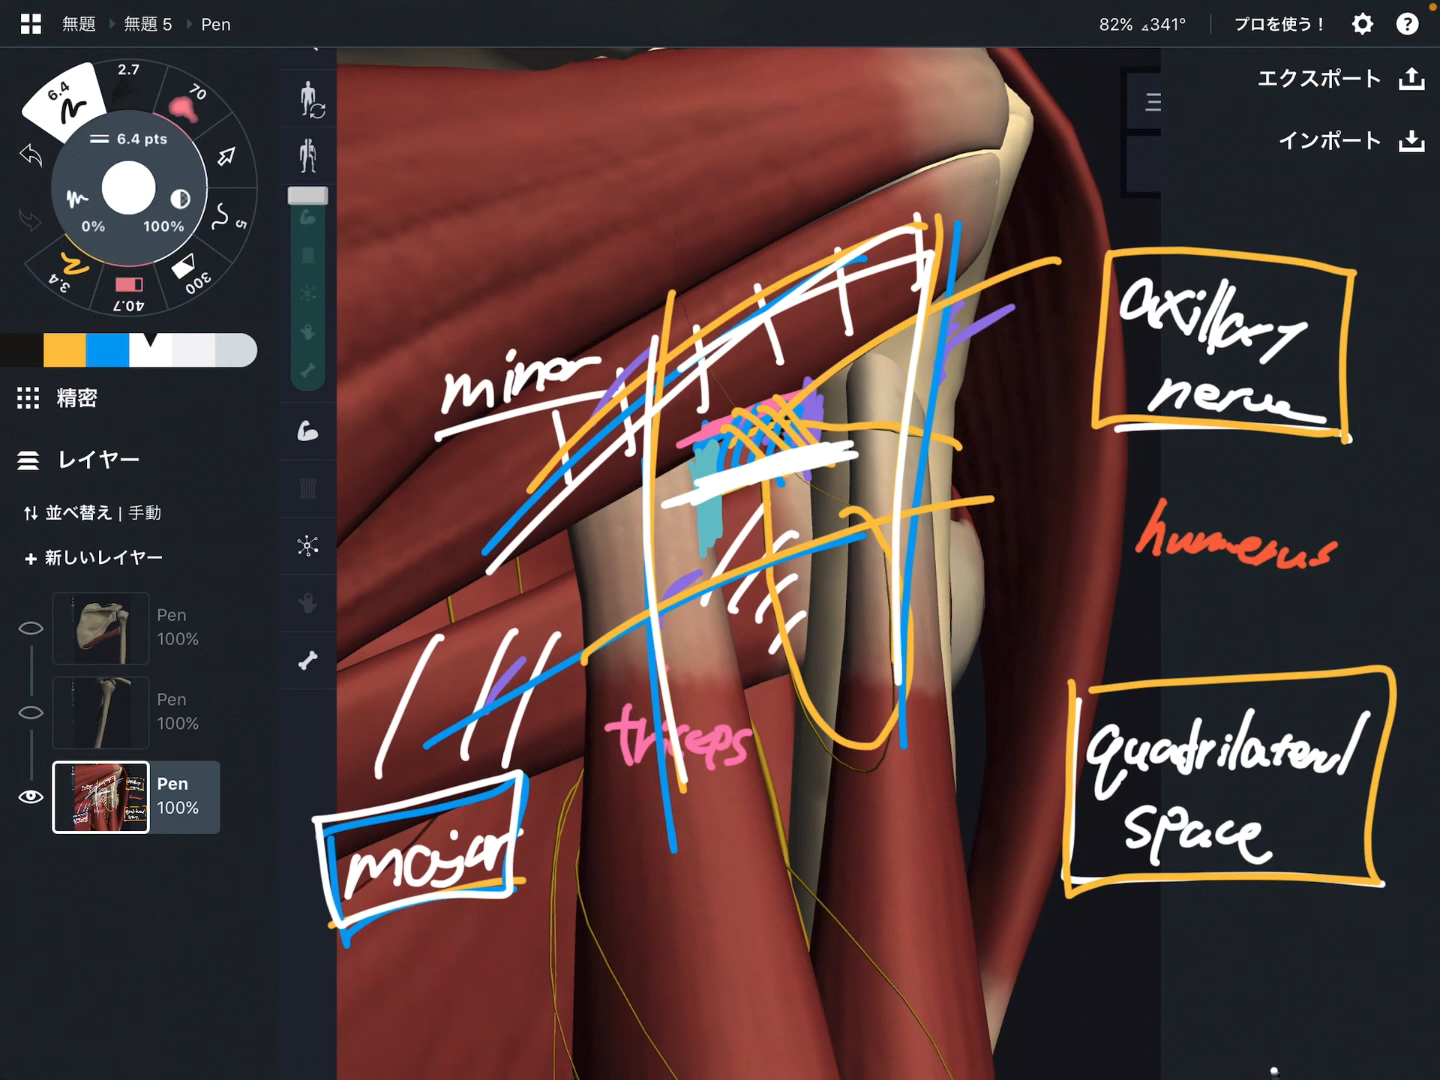 無題 無題 5 Pen
82% ⊿341° プロを使う!
エクスポート
インポート
2.7
6.4
70
6.4 pts
0% 100%
5
3.4
40.7
300
精密
レイヤー
並べ替え | 手動
+ 新しいレイヤー
Pen
100%
Pen
100%
Pen
100%
minor
axillary
nerve
humerus
triceps
quadrilateral
space
major